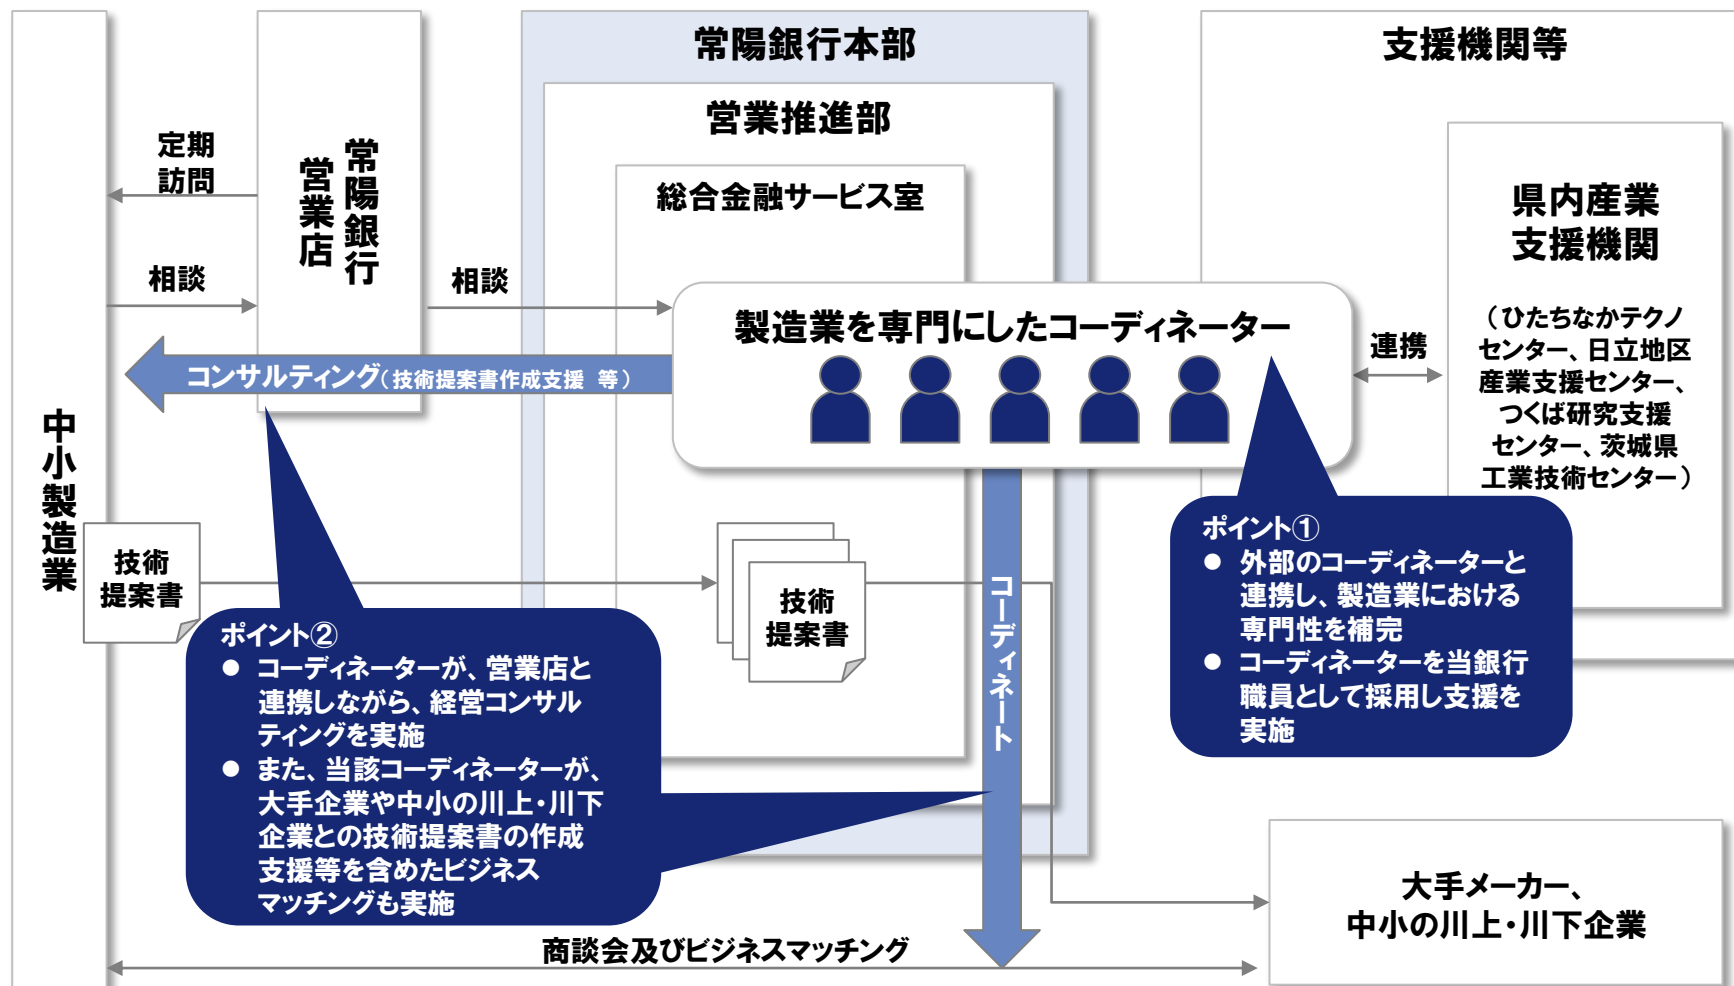 中小製造業
定期
訪問
相談
常陽銀行
営業店
相談
常陽銀行本部
営業推進部
総合金融サービス室
製造業を専門にしたコーディネーター
コンサルティング（技術提案書作成支援 等）
連携
支援機関等
県内産業
支援機関
（ひたちなかテクノ
センター、日立地区
産業支援センター、
つくば研究支援
センター、茨城県
工業技術センター）
ポイント①
● 外部のコーディネーターと
連携し、製造業における
専門性を補完
● コーディネーターを当銀行
職員として採用し支援を
実施
技術
提案書
技術
提案書
コーディネート
ポイント②
● コーディネーターが、営業店と
連携しながら、経営コンサル
ティングを実施
● また、当該コーディネーターが、
大手企業や中小の川上・川下
企業との技術提案書の作成
支援等を含めたビジネス
マッチングも実施
大手メーカー、
中小の川上・川下企業
商談会及びビジネスマッチング